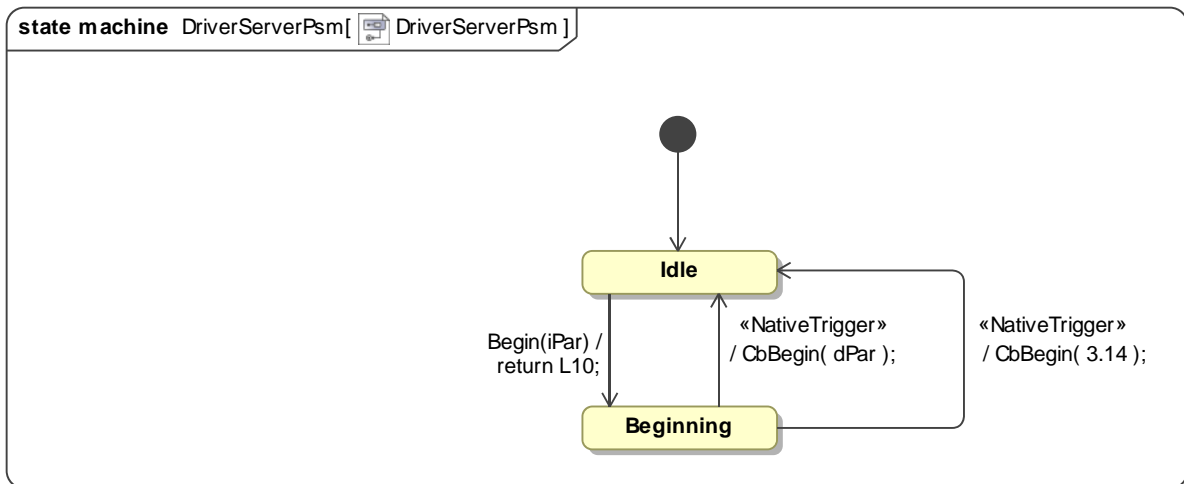 state machine DriverServerPsm[ DriverServerPsm ]
Idle
Begin(iPar) /
return L10;
«NativeTrigger»
/ CbBegin( dPar );
«NativeTrigger»
/ CbBegin( 3.14 );
Beginning